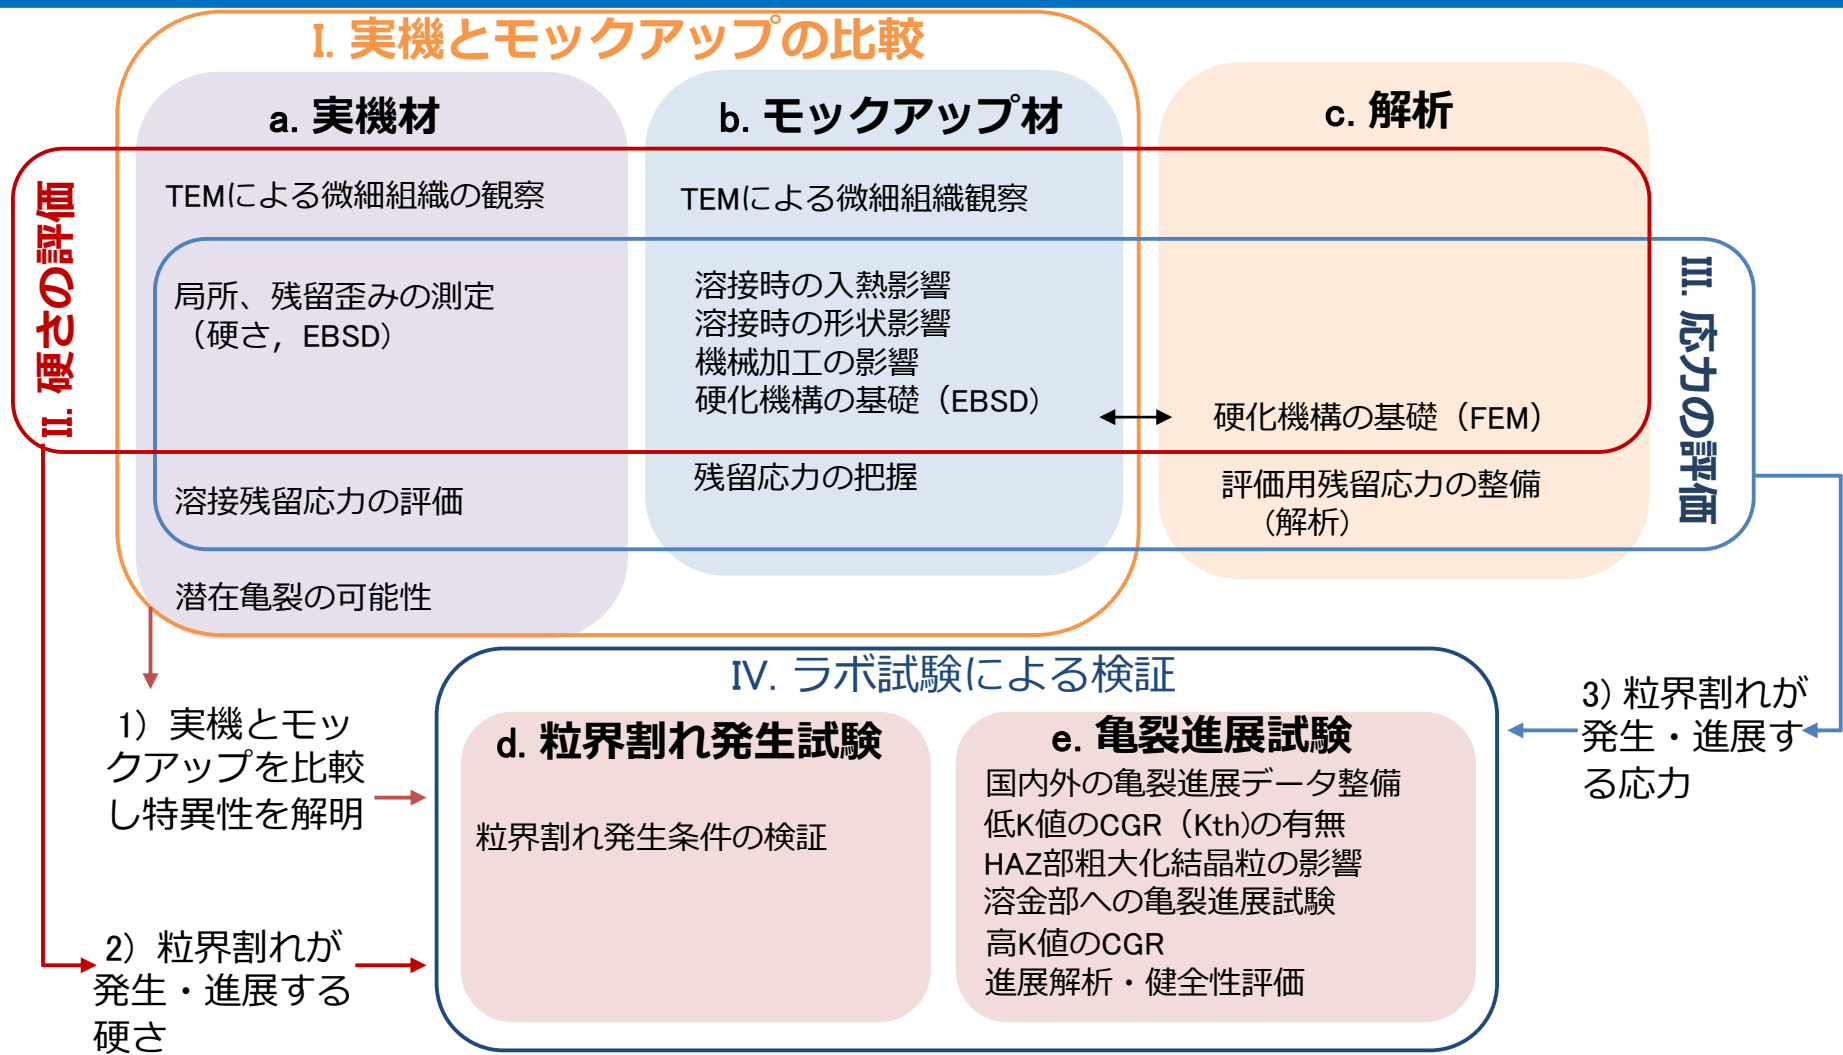 I. 実機とモックアップの比較
a. 実機材
TEMによる微細組織の観察
局所、残留歪みの測定
（硬さ，EBSD）
溶接残留応力の評価
潜在亀裂の可能性
b. モックアップ材
TEMによる微細組織観察
溶接時の入熱影響
溶接時の形状影響
機械加工の影響
硬化機構の基礎（EBSD）
残留応力の把握
c. 解析
硬化機構の基礎（FEM）
評価用残留応力の整備
（解析）
II. 硬さの評価
III. 応力の評価
1）実機とモッ
クアップを比較
し特異性を解明
2）粒界割れが
発生・進展する
硬さ
3）粒界割れが
発生・進展す
る応力
IV. ラボ試験による検証
d. 粒界割れ発生試験
粒界割れ発生条件の検証
e. 亀裂進展試験
国内外の亀裂進展データ整備
低K値のCGR（Kth)の有無
HAZ部粗大化結晶粒の影響
溶金部への亀裂進展試験
高K値のCGR
進展解析・健全性評価